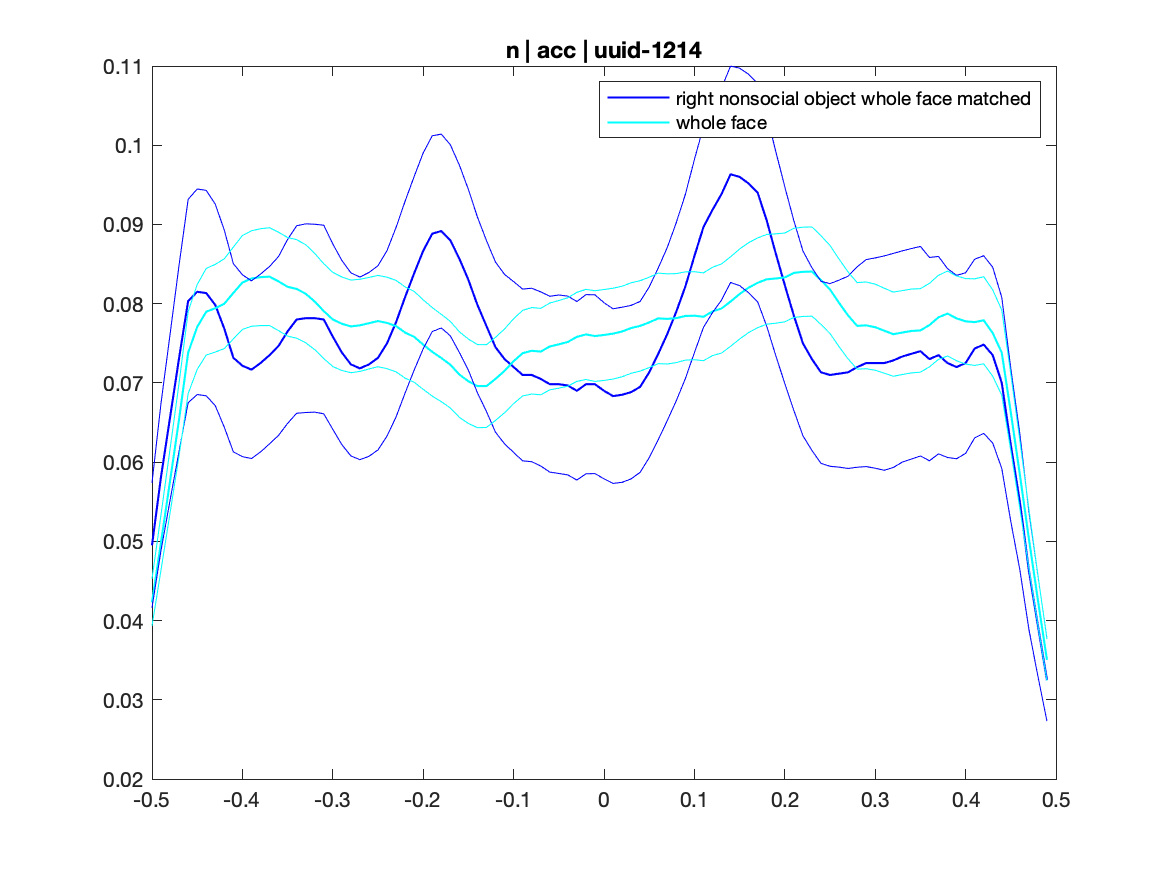 n | acc | uuid-1214
0.11
right nonsocial object whole face matched
whole face
0.1
0.09
0.08
0.07
0.06
0.05
0.04
0.03
0.02
-0.5 -0.4 -0.3 -0.2 -0.1 0 0.1 0.2 0.3 0.4 0.5